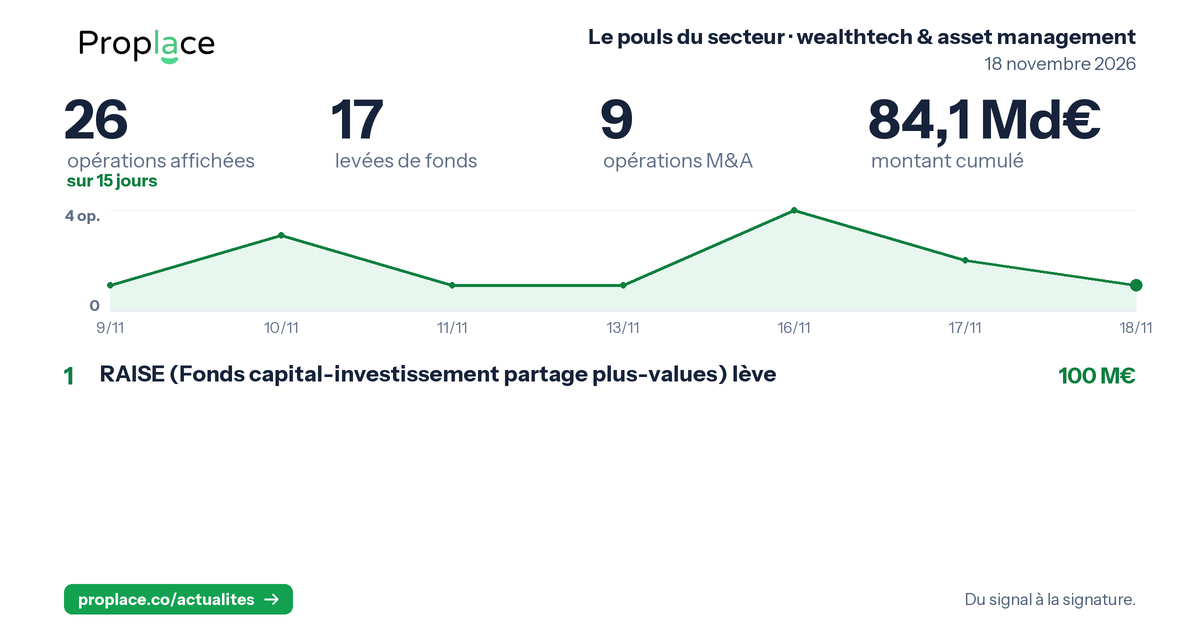 Proplace
Le pouls du secteur · wealthtech & asset management
18 novembre 2026
26
opérations affichées
sur 15 jours
17
levées de fonds
9
opérations M&A
84,1 Md€
montant cumulé
4 op.
0
9/11
10/11
11/11
13/11
16/11
17/11
18/11
1 RAISE (Fonds capital-investissement partage plus-values) lève 100 M€
proplace.co/actualites →
Du signal à la signature.